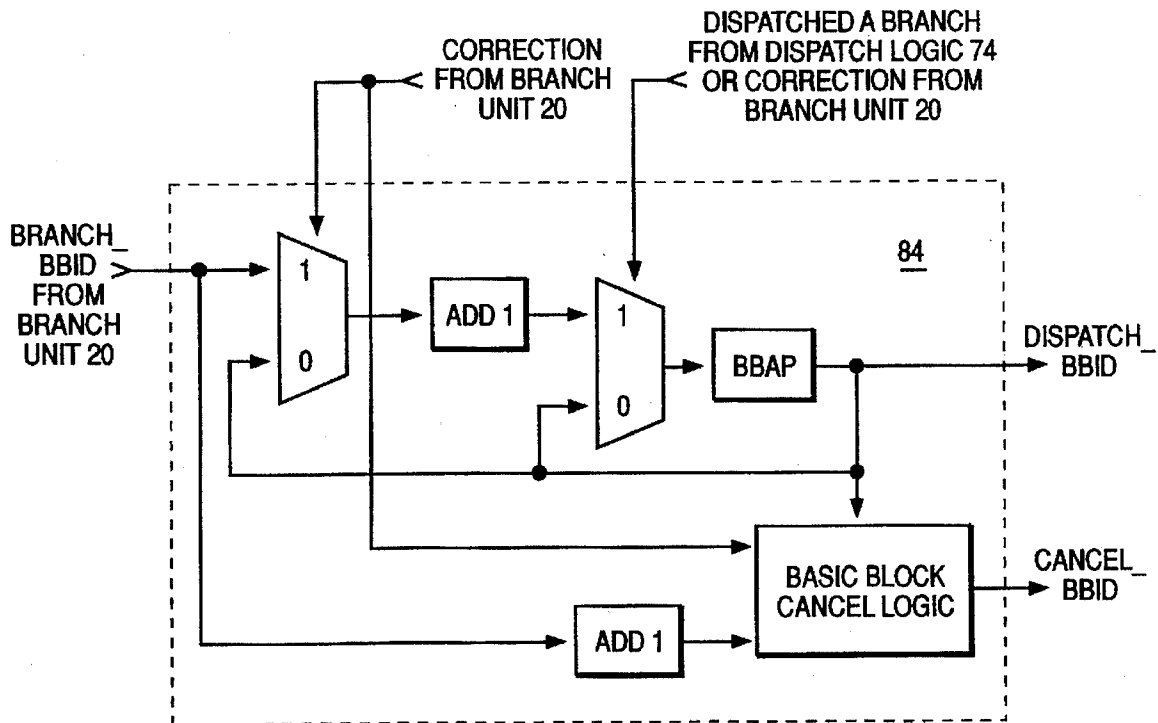 CORRECTION
FROM BRANCH
UNIT 20
DISPATCHED A BRANCH
FROM DISPATCH LOGIC 74
OR CORRECTION FROM
BRANCH UNIT 20
BRANCH_
BBID
FROM
BRANCH
UNIT 20
1
0
ADD 1
1
0
BBAP
84
DISPATCH_
BBID
BASIC BLOCK
CANCEL LOGIC
CANCEL_
BBID
ADD 1